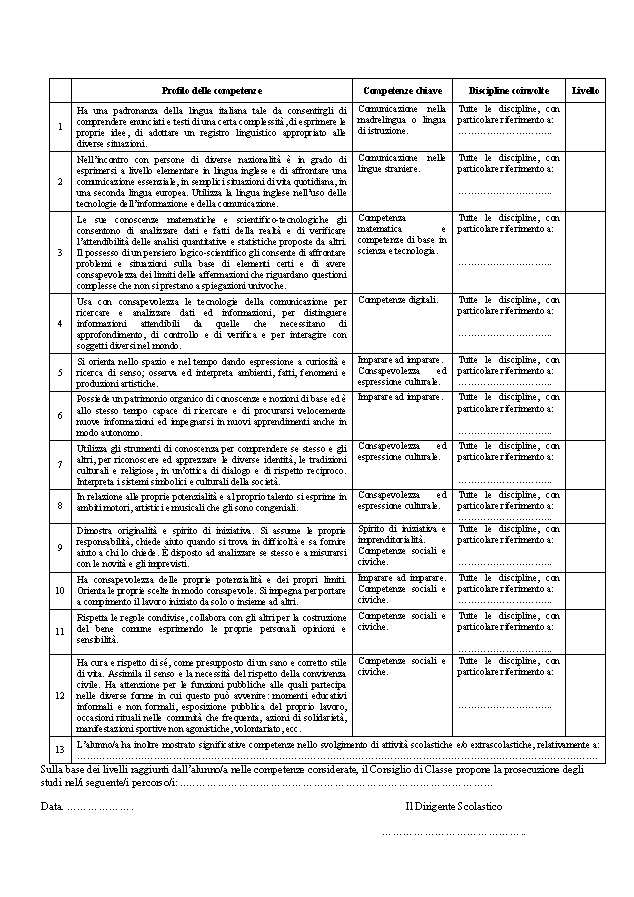 Profilo delle competenze Competenze chiave Discipline coinvolte Livello
1 Ha una padronanza della lingua italiana tale da consentirgli di
comprendere enunciati e testi di una certa complessità, di esprimere le
proprie idee, di adottare un registro linguistico appropriato alle
diverse situazioni.
Comunicazione nella
madrelingua o lingua
di istruzione.
Tutte le discipline, con
particolare riferimento a:
……………………………
2 Nell’incontro con persone di diverse nazionalità è in grado di
esprimersi a livello elementare in lingua inglese e di affrontare una
comunicazione essenziale, in semplici situazioni di vita quotidiana, in
una seconda lingua europea. Utilizza la lingua inglese nell’uso delle
tecnologie dell’informazione e della comunicazione.
Comunicazione nelle
lingue straniere.
Tutte le discipline, con
particolare riferimento a:
……………………………
3 Le sue conoscenze matematiche e scientifico-tecnologiche gli
consentono di analizzare dati e fatti della realtà e di verificare
l’attendibilità delle analisi quantitative e statistiche proposte da altri.
Il possesso di un pensiero logico-scientifico gli consente di affrontare
problemi e situazioni sulla base di elementi certi e di avere
consapevolezza dei limiti delle affermazioni che riguardano questioni
complesse che non si prestano a spiegazioni univoche.
Competenza
matematica e
competenze di base in
scienza e tecnologia.
Tutte le discipline, con
particolare riferimento a:
……………………………
4 Usa con consapevolezza le tecnologie della comunicazione per
ricercare e analizzare dati ed informazioni, per distinguere
informazioni attendibili da quelle che necessitano di
approfondimento, di controllo e di verifica e per interagire con
soggetti diversi nel mondo.
Competenze digitali.
Tutte le discipline, con
particolare riferimento a:
……………………………
5 Si orienta nello spazio e nel tempo dando espressione a curiosità e
ricerca di senso; osserva ed interpreta ambienti, fatti, fenomeni e
produzioni artistiche.
Imparare ad imparare.
Consapevolezza ed
espressione culturale.
Tutte le discipline, con
particolare riferimento a:
……………………………
6 Possiede un patrimonio organico di conoscenze e nozioni di base ed è
allo stesso tempo capace di ricercare e di procurarsi velocemente
nuove informazioni ed impegnarsi in nuovi apprendimenti anche in
modo autonomo.
Imparare ad imparare.
Tutte le discipline, con
particolare riferimento a:
……………………………
7 Utilizza gli strumenti di conoscenza per comprendere se stesso e gli
altri, per riconoscere ed apprezzare le diverse identità, le tradizioni
culturali e religiose, in un’ottica di dialogo e di rispetto reciproco.
Interpreta i sistemi simbolici e culturali della società.
Consapevolezza ed
espressione culturale.
Tutte le discipline, con
particolare riferimento a:
……………………………
8 In relazione alle proprie potenzialità e al proprio talento si esprime in
ambiti motori, artistici e musicali che gli sono congeniali.
Consapevolezza ed
espressione culturale.
Tutte le discipline, con
particolare riferimento a:
……………………………
9 Dimostra originalità e spirito di iniziativa. Si assume le proprie
responsabilità, chiede aiuto quando si trova in difficoltà e sa fornire
aiuto a chi lo chiede. È disposto ad analizzare se stesso e a misurarsi
con le novità e gli imprevisti.
Spirito di iniziativa e
imprenditorialità.
Competenze sociali e
civiche.
Tutte le discipline, con
particolare riferimento a:
……………………………
10 Ha consapevolezza delle proprie potenzialità e dei propri limiti.
Orienta le proprie scelte in modo consapevole. Si impegna per portare
a compimento il lavoro iniziato da solo o insieme ad altri.
Imparare ad imparare.
Competenze sociali e
civiche.
Tutte le discipline, con
particolare riferimento a:
……………………………
11 Rispetta le regole condivise, collabora con gli altri per la costruzione
del bene comune esprimendo le proprie personali opinioni e
sensibilità.
Competenze sociali e
civiche.
Tutte le discipline, con
particolare riferimento a:
……………………………
12 Ha cura e rispetto di sé, come presupposto di un sano e corretto stile
di vita. Assimila il senso e la necessità del rispetto della convivenza
civile. Ha attenzione per le funzioni pubbliche alle quali partecipa
nelle diverse forme in cui questo può avvenire: momenti educativi
informali e non formali, esposizione pubblica del proprio lavoro,
occasioni rituali nelle comunità che frequenta, azioni di solidarietà,
manifestazioni sportive non agonistiche, volontariato, ecc.
Competenze sociali e
civiche.
Tutte le discipline, con
particolare riferimento a:
……………………………
13 L’alunno/a ha inoltre mostrato significative competenze nello svolgimento di attività scolastiche e/o extrascolastiche, relativamente a:
………………………………………………………………………………
Sulla base dei livelli raggiunti dall’alunno/a nelle competenze considerate, il Consiglio di Classe propone la prosecuzione degli
studi nel/i seguente/i percorso/i: ………………………………………………………
Data. ………………. Il Dirigente Scolastico
……………………………………..